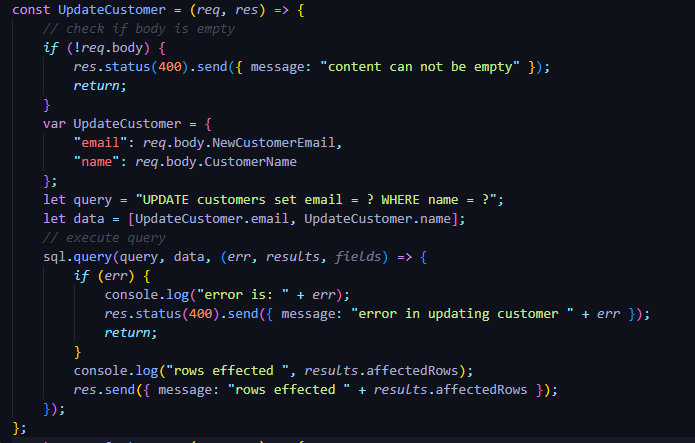 const UpdateCustomer = (req, res) => {
// check if body is empty
if (!req.body) {
res.status(400).send({ message: "content can not be empty" });
return;
}
var UpdateCustomer = {
"email": req.body.NewCustomerEmail,
"name": req.body.CustomerName
};
let query = "UPDATE customers set email = ? WHERE name = ?";
let data = [UpdateCustomer.email, UpdateCustomer.name];
// execute query
sql.query(query, data, (err, results, fields) => {
if (err) {
console.log("error is: " + err);
res.status(400).send({ message: "error in updating customer " + err });
return;
}
console.log("rows effected ", results.affectedRows);
res.send({ message: "rows effected " + results.affectedRows });
});
};